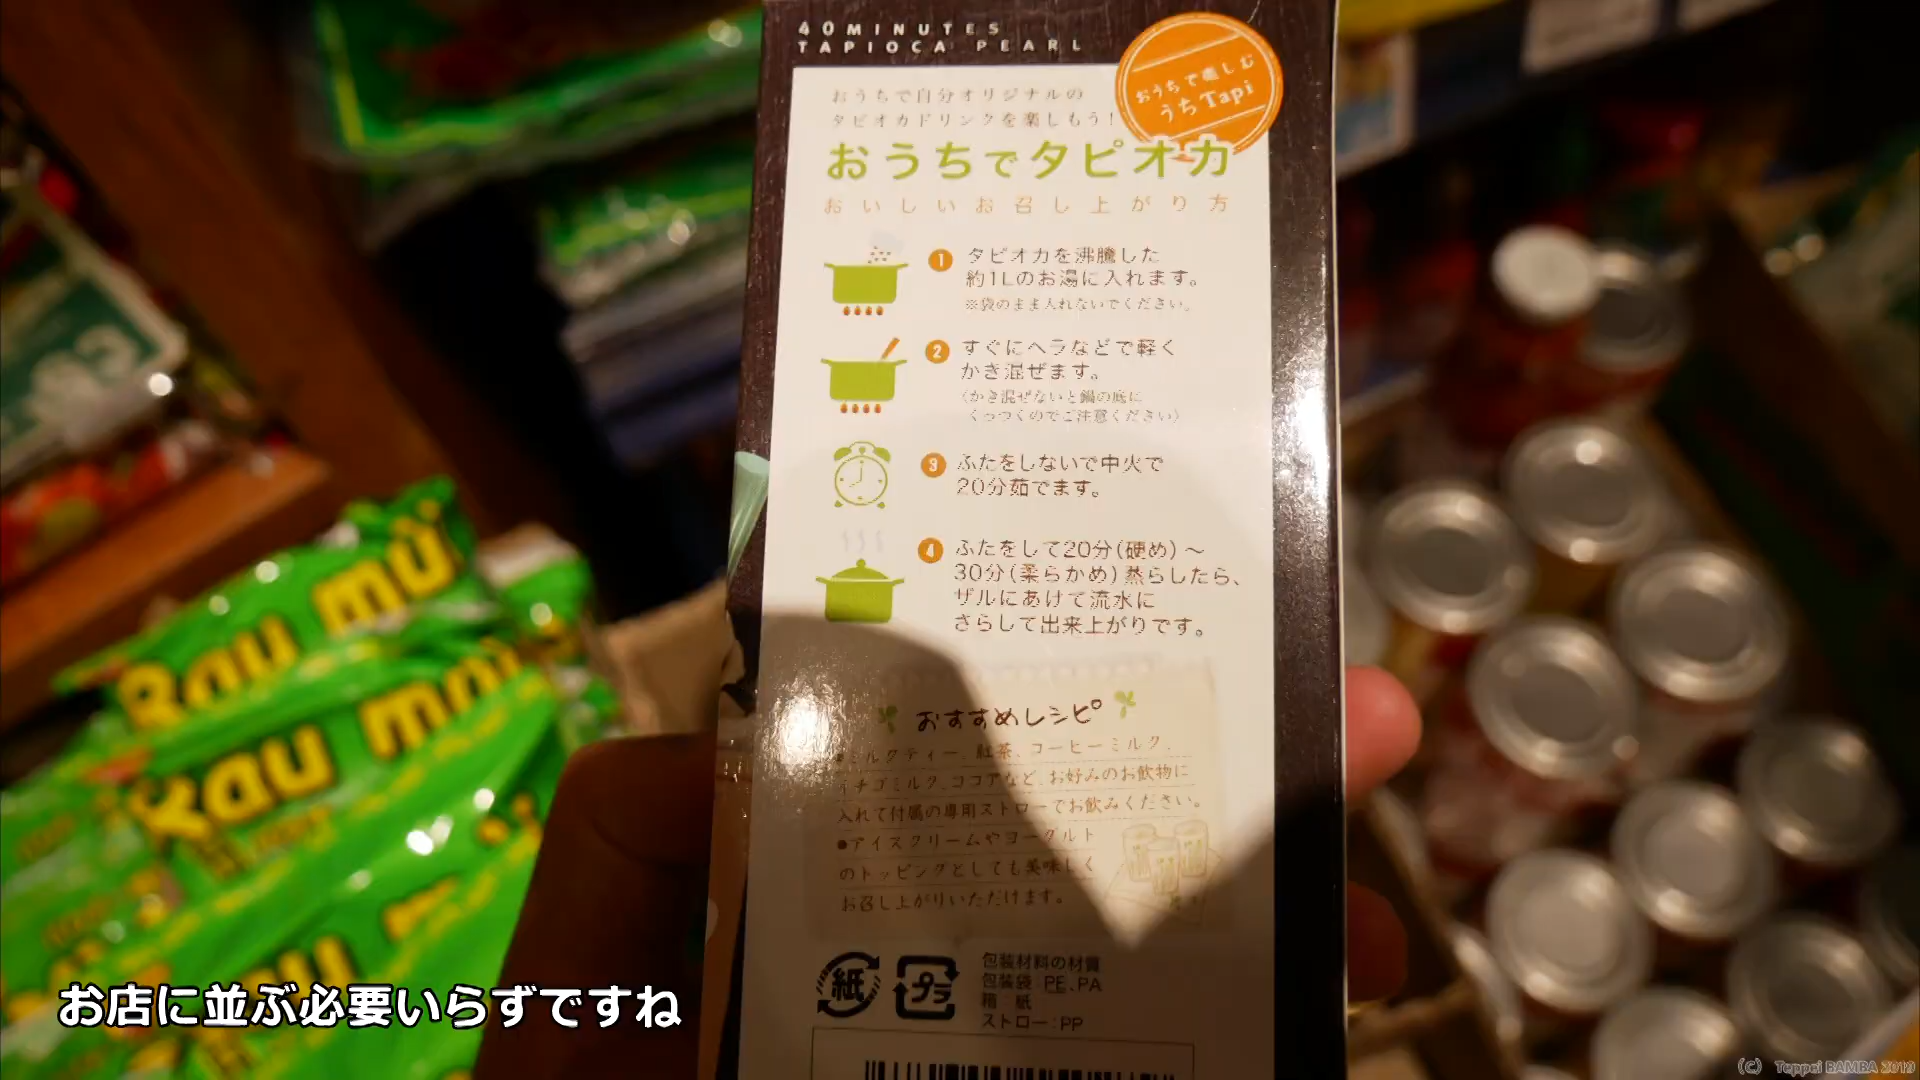 40MINUTES
TAPIOCA PEARL
おうちで楽しむ
うちTapi
おうちで自分オリジナルの
タピオカドリンクを楽しもう!
おうちでタピオカ
おいしいお召し上がり方
1 タピオカを沸騰した
約1Lのお湯に入れます。
※袋のまま入れないでください。
2 すぐにヘラなどで軽く
かき混ぜます。
(かき混ぜないと鍋の底に
くっつくのでご注意ください)
3 ふたをしないで中火で
20分茹でます。
4 ふたをして20分(硬め)~
30分(柔らかめ)蒸らしたら、
ザルにあけて流水に
さらして出来上がりです。
おすすめレシピ
●ミルクティー、紅茶、コーヒーミルク、
イチゴミルク、ココアなど、お好みのお飲物に
入れて付属の専用ストローでお飲みください。
●アイスクリームやヨーグルト
のトッピングとしても美味しく
お召し上がりいただけます。
紙
プラ
包装材料の材質
包装袋:PE、PA
箱:紙
ストロー:PP
Rau mu
Rau mu
お店に並ぶ必要いらずですね
(C) Teppei BAMBA 2019